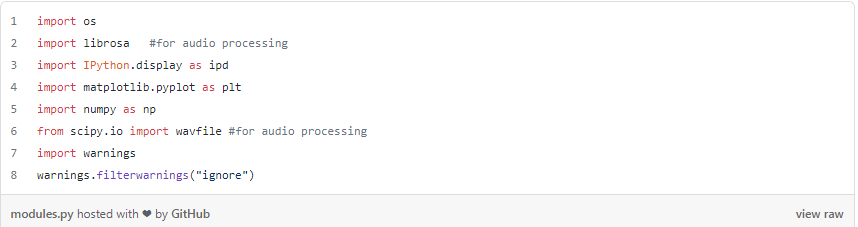 1 import os
2 import librosa   #for audio processing
3 import IPython.display as ipd
4 import matplotlib.pyplot as plt
5 import numpy as np
6 from scipy.io import wavfile #for audio processing
7 import warnings
8 warnings.filterwarnings("ignore")
modules.py hosted with ❤ by GitHub view raw